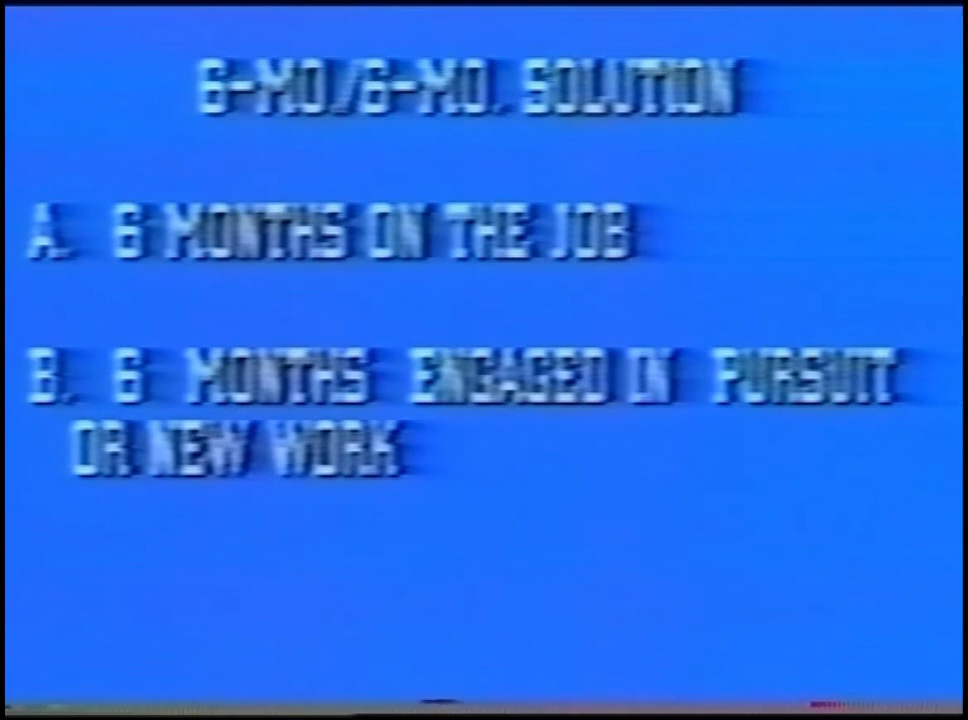 6-MO./6-MO. SOLUTION
A. 6 MONTHS ON THE JOB
B. 6 MONTHS ENGAGED IN PURSUIT
OR NEW WORK